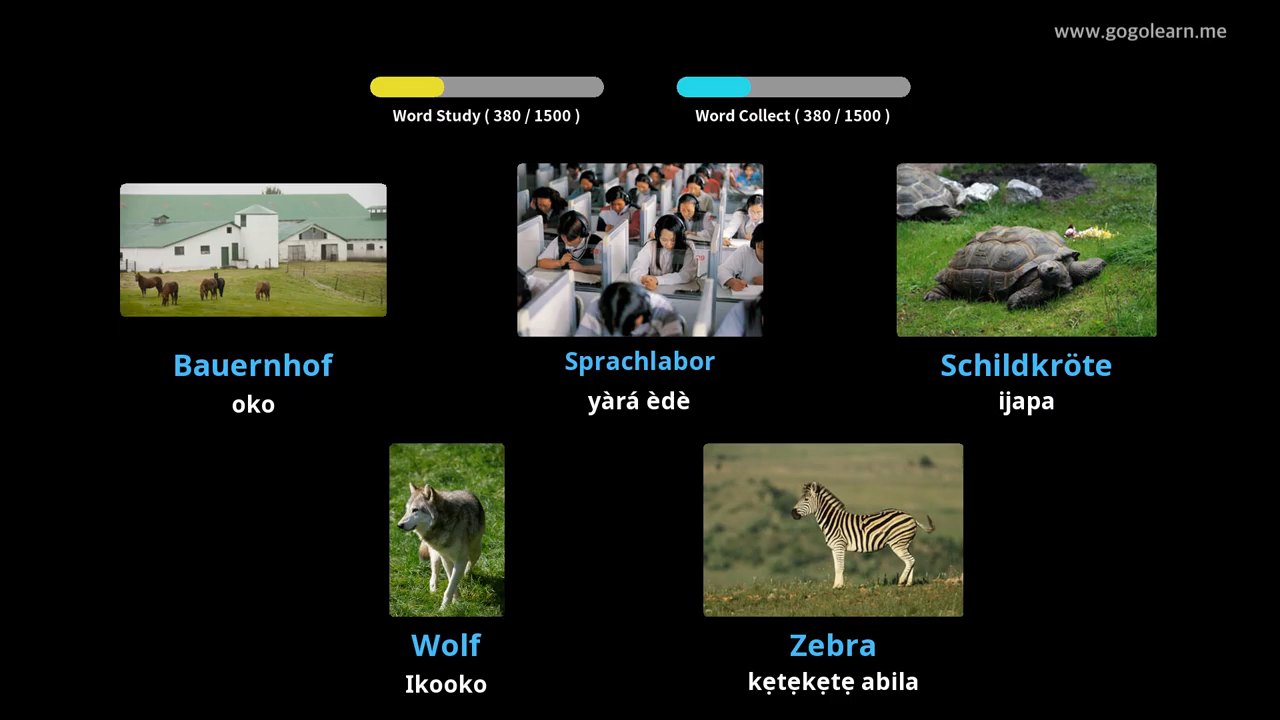 www.gogolearn.me
Word Study ( 380 / 1500 )
Word Collect ( 380 / 1500 )
Bauernhof
oko
Sprachlabor
yàrá èdè
Schildkröte
ijapa
Wolf
Ikooko
Zebra
kẹtẹkẹtẹ abila